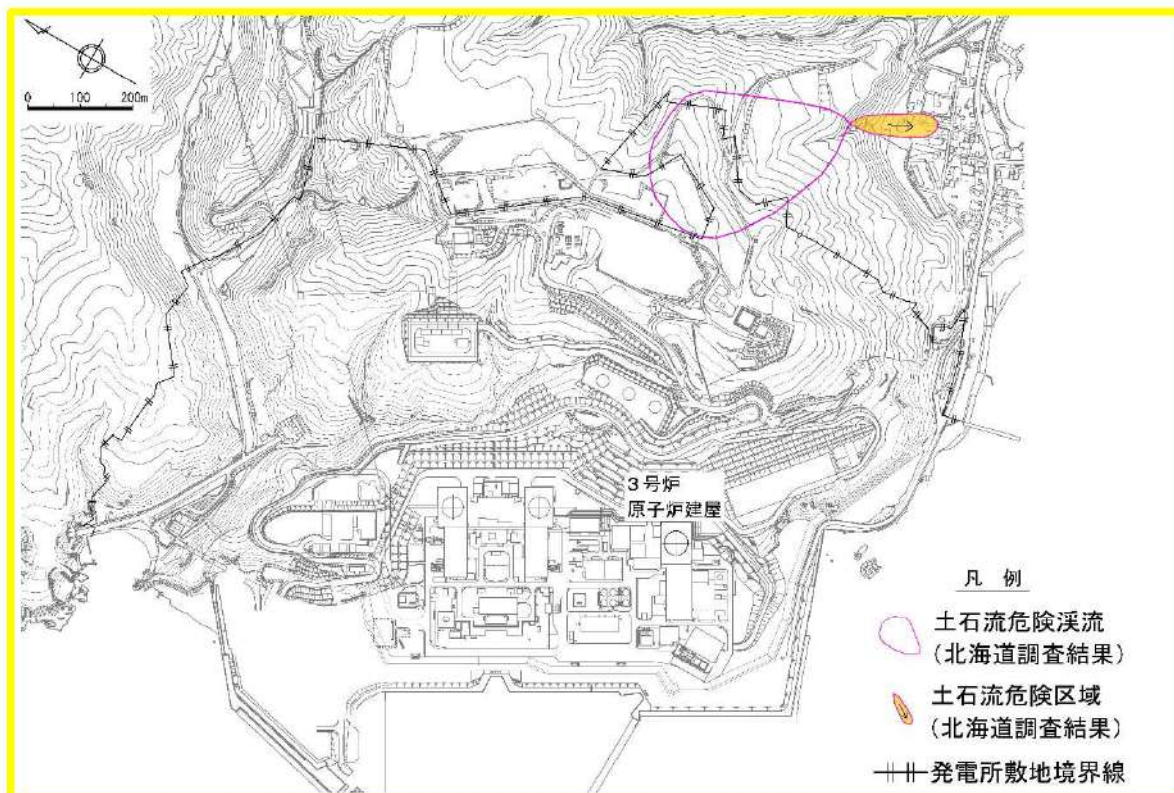 0 100 200m
3号炉
原子炉建屋
凡 例
土石流危険渓流
(北海道調査結果)
土石流危険区域
(北海道調査結果)
発電所敷地境界線